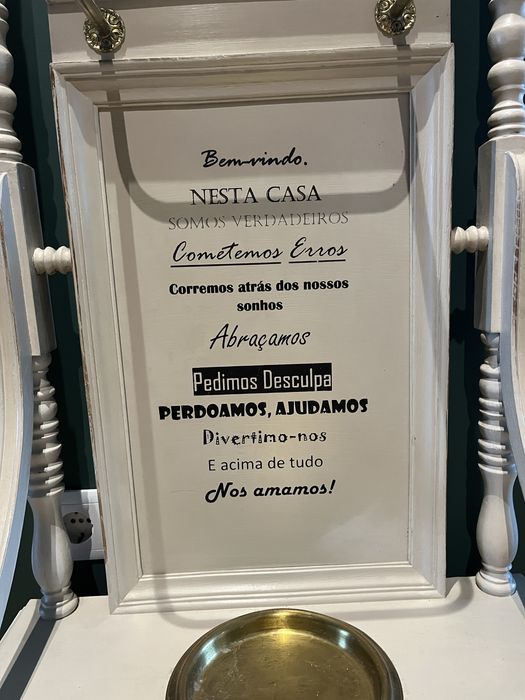 Bem-vindo.
NESTA CASA
SOMOS VERDADEIROS
Cometemos Erros
Corremos atrás dos nossos
sonhos
Abraçamos
Pedimos Desculpa
PERDOAMOS, AJUDAMOS
Divertimo-nos
E acima de tudo
Nos amamos!